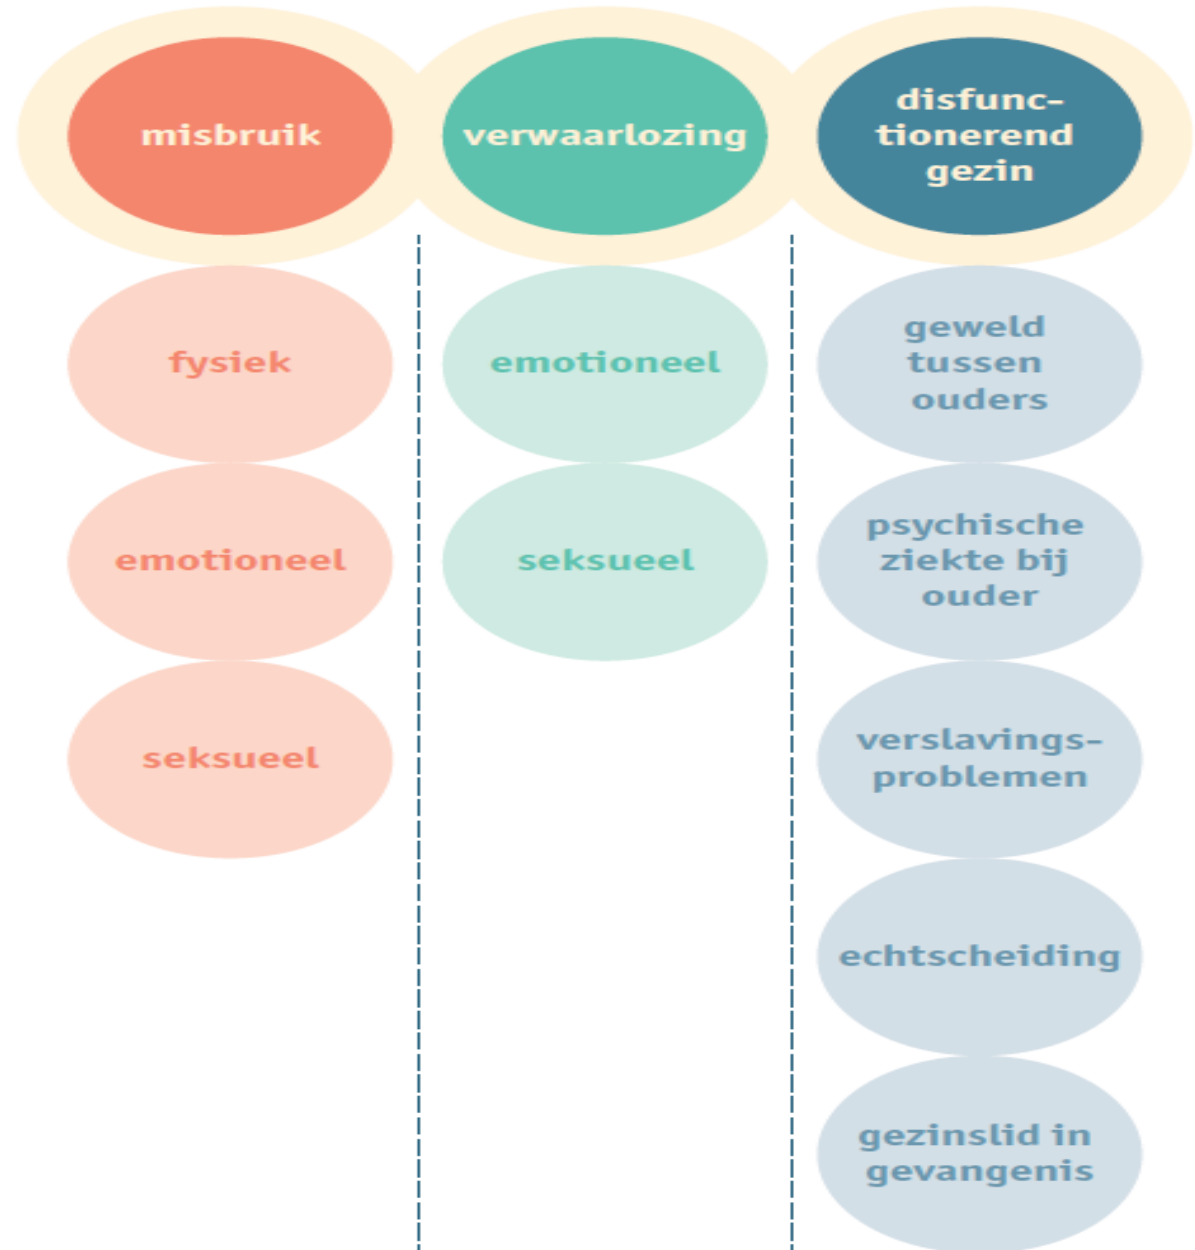 misbruik
fysiek
emotioneel
seksueel
verwaarlozing
emotioneel
seksueel
disfunc-
tionerend
gezin
geweld
tussen
ouders
psychische
ziekte bij
ouder
verslavings-
problemen
echtscheiding
gezinslid in
gevangenis